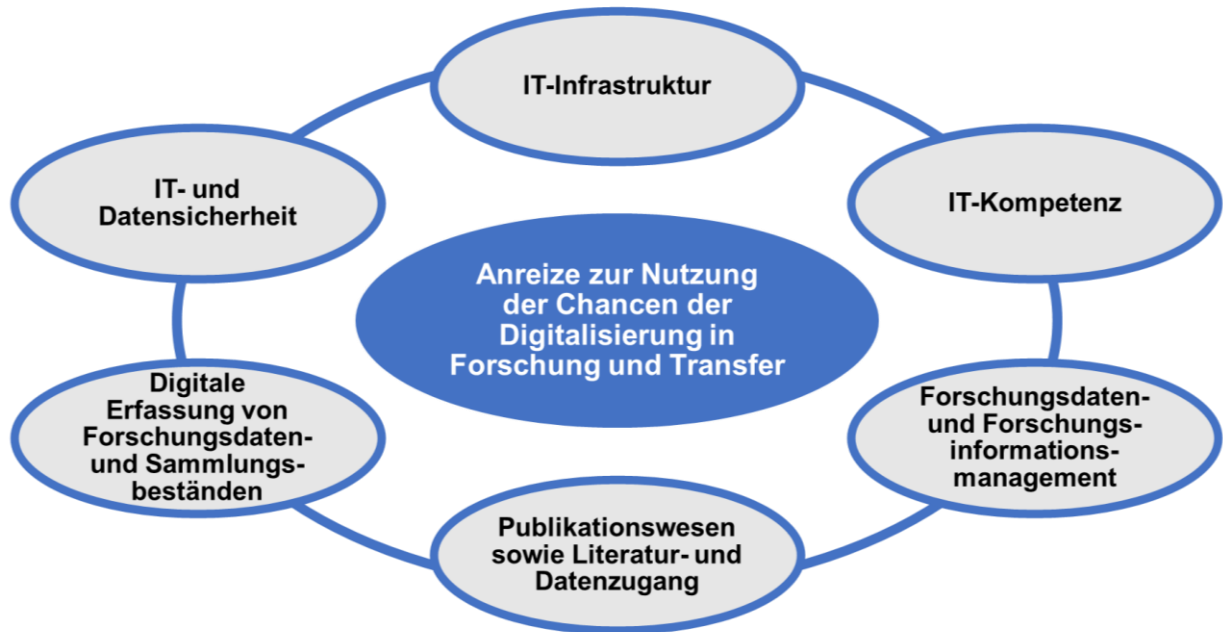 IT-Infrastruktur
IT-Kompetenz
Forschungsdaten-
und Forschungs-
informations-
management
Publikationswesen
sowie Literatur- und
Datenzugang
Digitale
Erfassung von
Forschungsdaten-
und Sammlungs-
beständen
IT- und
Datensicherheit
Anreize zur Nutzung
der Chancen der
Digitalisierung in
Forschung und Transfer